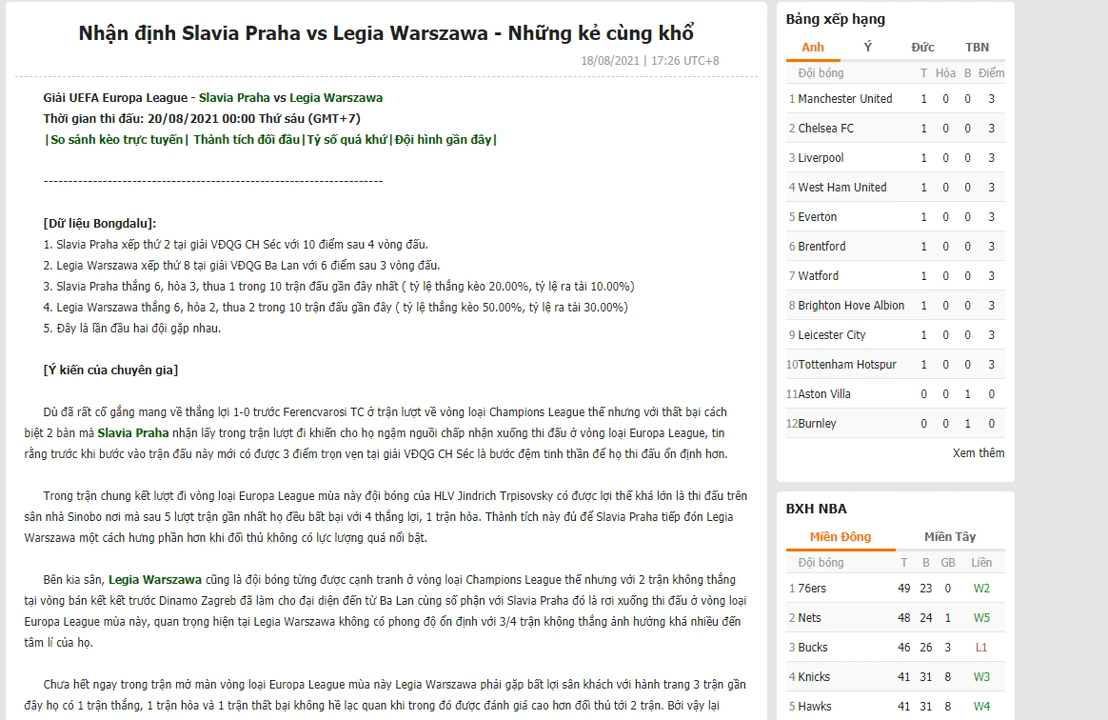 Nhận định Slavia Praha vs Legia Warszawa - Những kẻ cùng khổ
18/08/2021 | 17:26 UTC+8
Giải UEFA Europa League - Slavia Praha vs Legia Warszawa
Thời gian thi đấu: 20/08/2021 00:00 Thứ sáu (GMT+7)
|So sánh kèo trực tuyến| Thành tích đối đầu|Tỷ số quá khứ|Đội hình gần đây|
---------------------------------------------------------------------
[Dữ liệu Bongdalu]:
1. Slavia Praha xếp thứ 2 tại giải VĐQG CH Séc với 10 điểm sau 4 vòng đấu.
2. Legia Warszawa xếp thứ 8 tại giải VĐQG Ba Lan với 6 điểm sau 3 vòng đấu.
3. Slavia Praha thắng 6, hòa 3, thua 1 trong 10 trận đấu gần đây nhất ( tỷ lệ thắng kèo 20.00%, tỷ lệ ra tài 10.00%)
4. Legia Warszawa thắng 6, hòa 2, thua 2 trong 10 trận đấu gần đây ( tỷ lệ thắng kèo 50.00%, tỷ lệ ra tài 30.00%)
5. Đây là lần đầu hai đội gặp nhau.
[Ý kiến của chuyên gia]
Dù đã rất cố gắng mang về thắng lợi 1-0 trước Ferencvarosi TC ở trận lượt về vòng loại Champions League thế nhưng với thất bại cách
biệt 2 bàn mà Slavia Praha nhận lấy trong trận lượt đi khiến cho họ ngậm nguồi chấp nhận xuống thi đấu ở vòng loại Europa League, tin
rằng trước khi bước vào trận đấu này mới có được 3 điểm trọn vẹn tại giải VĐQG CH Séc là bước đệm tinh thần để họ thi đấu ổn định hơn.
Trong trận chung kết lượt đi vòng loại Europa League mùa này đội bóng của HLV Jindrich Trpisovsky có được lợi thế khá lớn là thi đấu trên
sân nhà Sinobo nơi mà sau 5 lượt trận gần nhất họ đều bất bại với 4 thắng lợi, 1 trận hòa. Thành tích này đủ để Slavia Praha tiếp đón Legia
Warszawa một cách hưng phấn hơn khi đối thủ không có lực lượng quá nổi bật.
Bên kia sân, Legia Warszawa cũng là đội bóng từng được cạnh tranh ở vòng loại Champions League thế nhưng với 2 trận không thắng
tại vòng bán kết kết trước Dinamo Zagreb đã làm cho đại diện đến từ Ba Lan cùng số phận với Slavia Praha đó là rơi xuống thi đấu ở vòng loại
Europa League mùa này, quan trọng hiện tại Legia Warszawa không có phong độ ổn định với 3/4 trận không thắng ảnh hưởng khá nhiều đến
tâm lí của họ.
Chưa hết ngay trong trận mở màn vòng loại Europa League mùa này Legia Warszawa phải gặp bất lợi sân khách với hành trang 3 trận gần
đây họ có 1 trận thắng, 1 trận hòa và 1 trận thất bại không hề lạc quan khi trong đó được đánh giá cao hơn đối thủ tới 2 trận. Bởi vậy lại
Bảng xếp hạng
Anh Ý Đức TBN
Đội bóng T Hòa B Điểm
1 Manchester United 1 0 0 3
2 Chelsea FC 1 0 0 3
3 Liverpool 1 0 0 3
4 West Ham United 1 0 0 3
5 Everton 1 0 0 3
6 Brentford 1 0 0 3
7 Watford 1 0 0 3
8 Brighton Hove Albion 1 0 0 3
9 Leicester City 1 0 0 3
10Tottenham Hotspur 1 0 0 3
11Aston Villa 0 0 1 0
12Burnley 0 0 1 0
Xem thêm
BXH NBA
Miền Đông Miền Tây
Đội bóng T B GB Liên
1 76ers 49 23 0 W2
2 Nets 48 24 1 W5
3 Bucks 46 26 3 L1
4 Knicks 41 31 8 W3
5 Hawks 41 31 8 W4